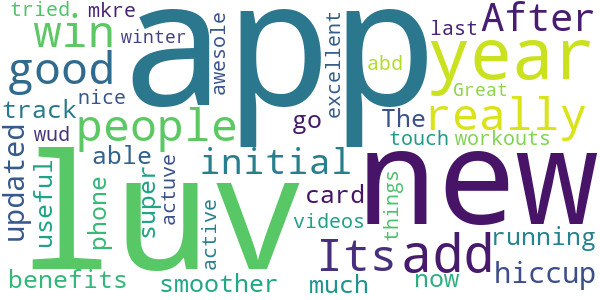 tried
mkre
win
winter
good
awesole
app
excellent
abd
last
After
year
Great
track
nice
people
go
The
really
touch
workouts
wud
able
initial
updated
useful
phone
super
actuve
active
luv
card
videos
things
new
Its
add
running
now
hiccup
benefits
smoother
much